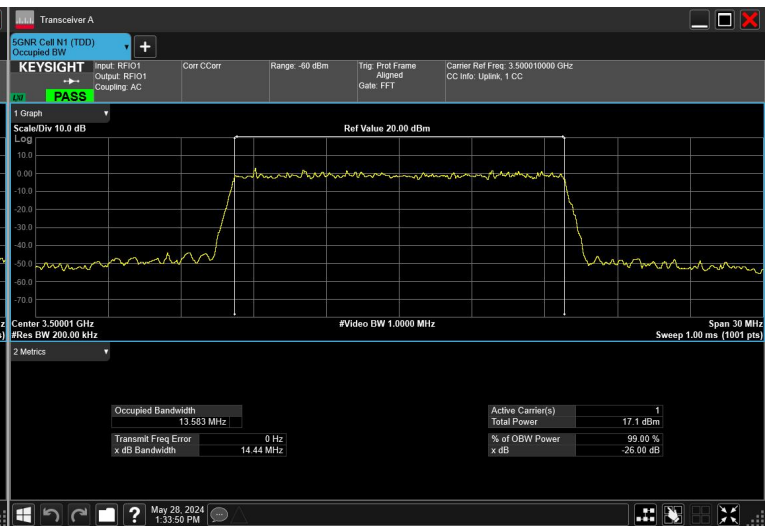 Transceiver A
5GNR Cell N1 (TDD)
Occupied BW
+
KEYSIGHT
Input: RFIO1
Output: RFIO1
Coupling: AC
Corr CCorr
Range: -60 dBm
Trig: Prot Frame
Aligned
Gate: FFT
Carrier Ref Freq: 3.500010000 GHz
CC Info: Uplink, 1 CC
LXI
PASS
1 Graph
Scale/Div 10.0 dB
Ref Value 20.00 dBm
Log
10.0
0.00
-10.0
-20.0
-30.0
-40.0
-50.0
-60.0
-70.0
z Center 3.50001 GHz
#Video BW 1.0000 MHz
Span 30 MHz
s) #Res BW 200.00 kHz
Sweep 1.00 ms (1001 pts)
2 Metrics
Occupied Bandwidth
13.583 MHz
Transmit Freq Error 0 Hz
x dB Bandwidth 14.44 MHz
Active Carrier(s) 1
Total Power 17.1 dBm
% of OBW Power 99.00 %
x dB -26.00 dB
?
May 28, 2024
1:33:50 PM